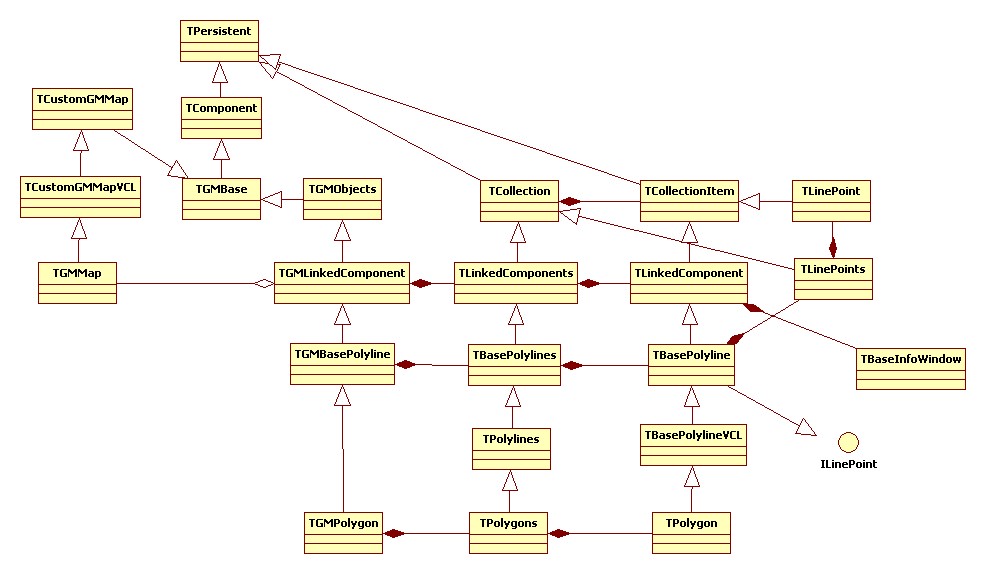 TPersistent
TCustomGMMap
TComponent
TCustomGMMapVCL
TGMBase
TGMObjects
TCollection
TCollectionItem
TLinePoint
TGMMap
TGMLinkedComponent
TLinkedComponents
TLinkedComponent
TLinePoints
TGMBasePolyline
TBasePolylines
TBasePolyline
TBaseInfoWindow
TPolylines
TBasePolylineVCL
ILinePoint
TGMPolygon
TPolygons
TPolygon